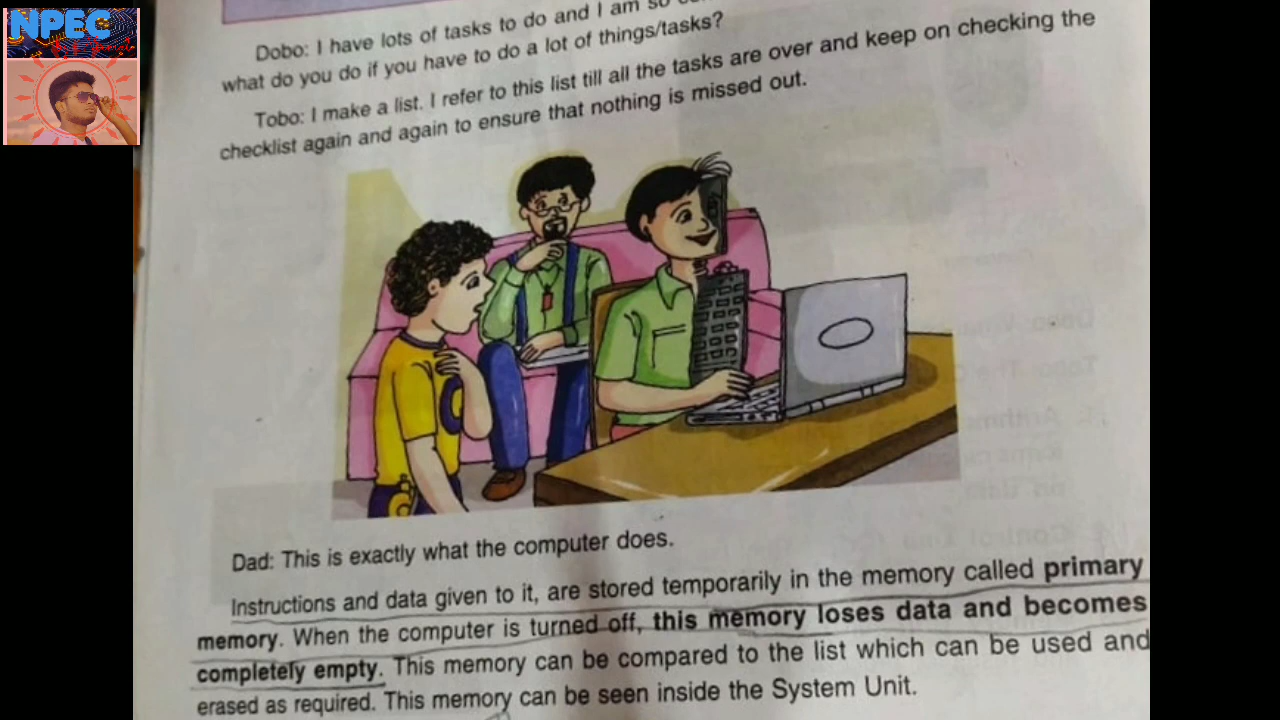 NPEC
Dobo: I have lots of tasks to do and I am so
what do you do if you have to do a lot of things/tasks?
Tobo: I make a list. I refer to this list till all the tasks are over and keep on checking the
checklist again and again to ensure that nothing is missed out.
Dad: This is exactly what the computer does.
Instructions and data given to it, are stored temporarily in the memory called primary
memory. When the computer is turned off, this memory loses data and becomes
completely empty. This memory can be compared to the list which can be used and
erased as required. This memory can be seen inside the System Unit.